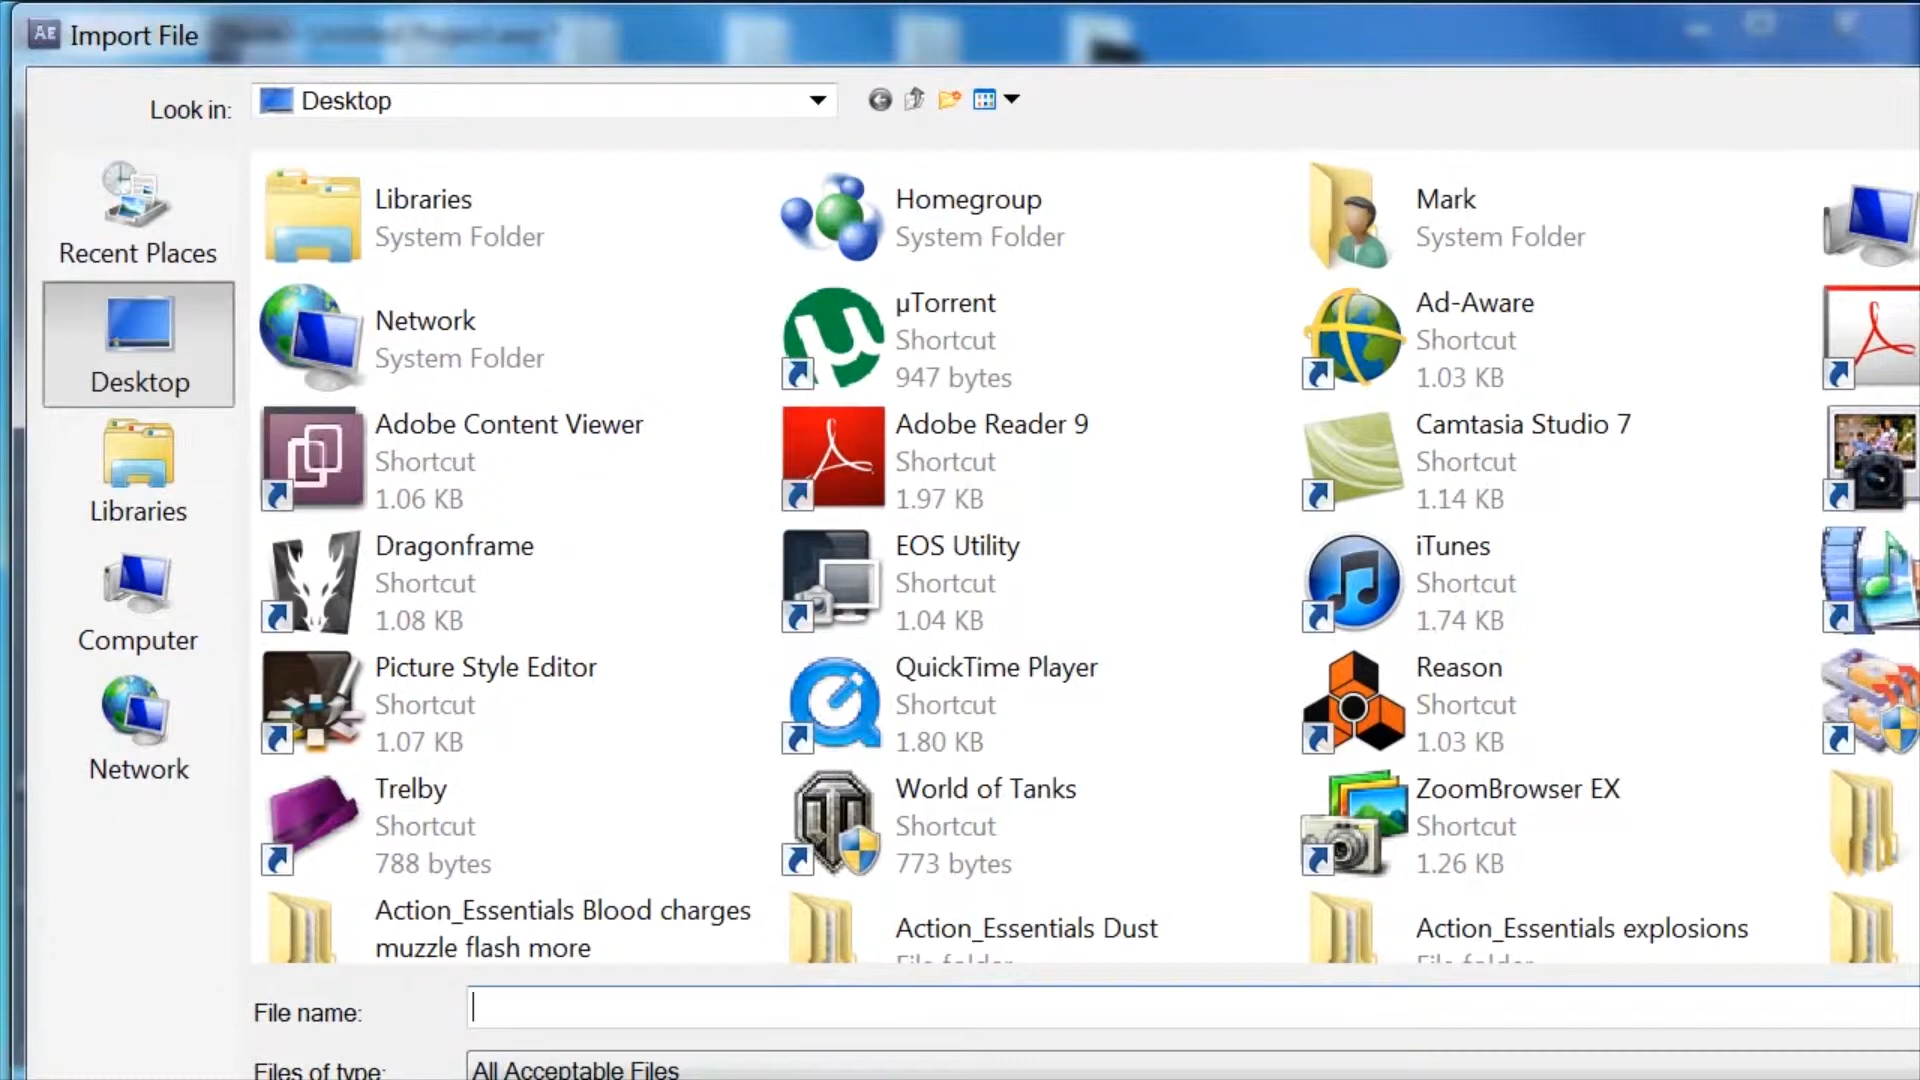 AE Import File
Look in: Desktop
Recent Places
Desktop
Libraries
Computer
Network
Libraries
System Folder
Homegroup
System Folder
Mark
System Folder
Network
System Folder
µTorrent
Shortcut
947 bytes
Ad-Aware
Shortcut
1.03 KB
Adobe Content Viewer
Shortcut
1.06 KB
Adobe Reader 9
Shortcut
1.97 KB
Camtasia Studio 7
Shortcut
1.14 KB
Dragonframe
Shortcut
1.08 KB
EOS Utility
Shortcut
1.04 KB
iTunes
Shortcut
1.74 KB
Picture Style Editor
Shortcut
1.07 KB
QuickTime Player
Shortcut
1.80 KB
Reason
Shortcut
1.03 KB
Trelby
Shortcut
788 bytes
World of Tanks
Shortcut
773 bytes
ZoomBrowser EX
Shortcut
1.26 KB
Action_Essentials Blood charges
muzzle flash more
Action_Essentials Dust
File folder
Action_Essentials explosions
File folder
File name:
Files of type: All Acceptable Files